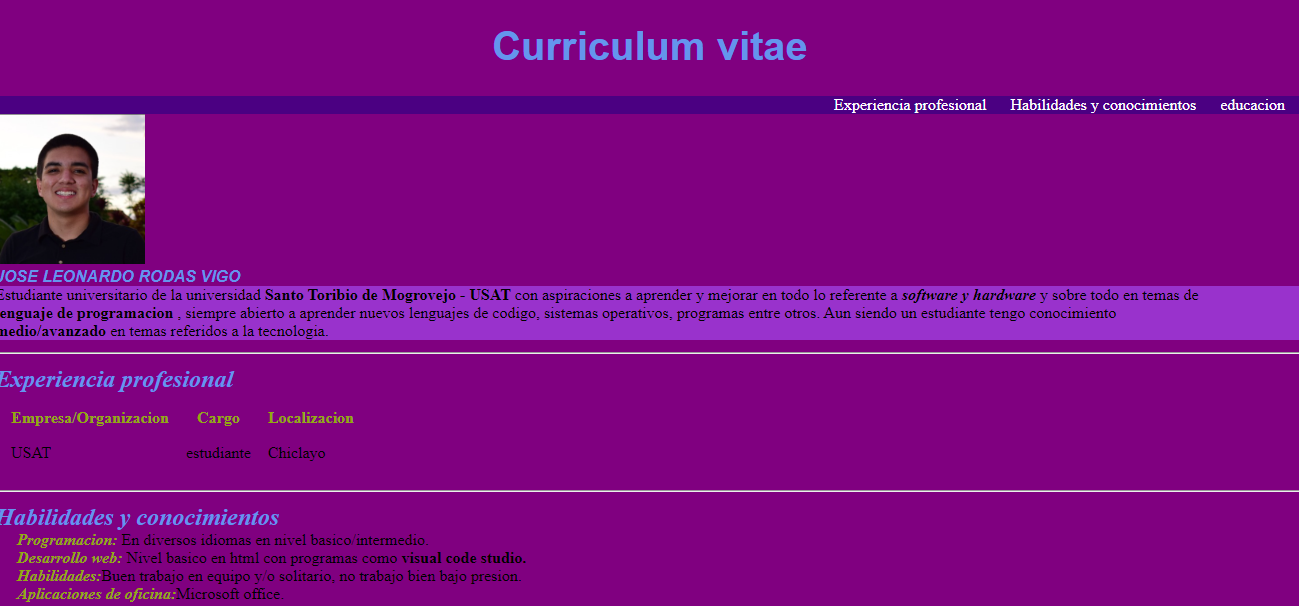 Curriculum vitae
Experiencia profesional Habilidades y conocimientos educacion
JOSE LEONARDO RODAS VIGO
Estudiante universitario de la universidad Santo Toribio de Mogrovejo - USAT con aspiraciones a aprender y mejorar en todo lo referente a software y hardware y sobre todo en temas de
lenguaje de programacion , siempre abierto a aprender nuevos lenguajes de codigo, sistemas operativos, programas entre otros. Aun siendo un estudiante tengo conocimiento
medio/avanzado en temas referidos a la tecnologia.
Experiencia profesional
Empresa/Organizacion Cargo Localizacion
USAT estudiante Chiclayo
Habilidades y conocimientos
Programacion: En diversos idiomas en nivel basico/intermedio.
Desarrollo web: Nivel basico en html con programas como visual code studio.
Habilidades:Buen trabajo en equipo y/o solitario, no trabajo bien bajo presion.
Aplicaciones de oficina:Microsoft office.